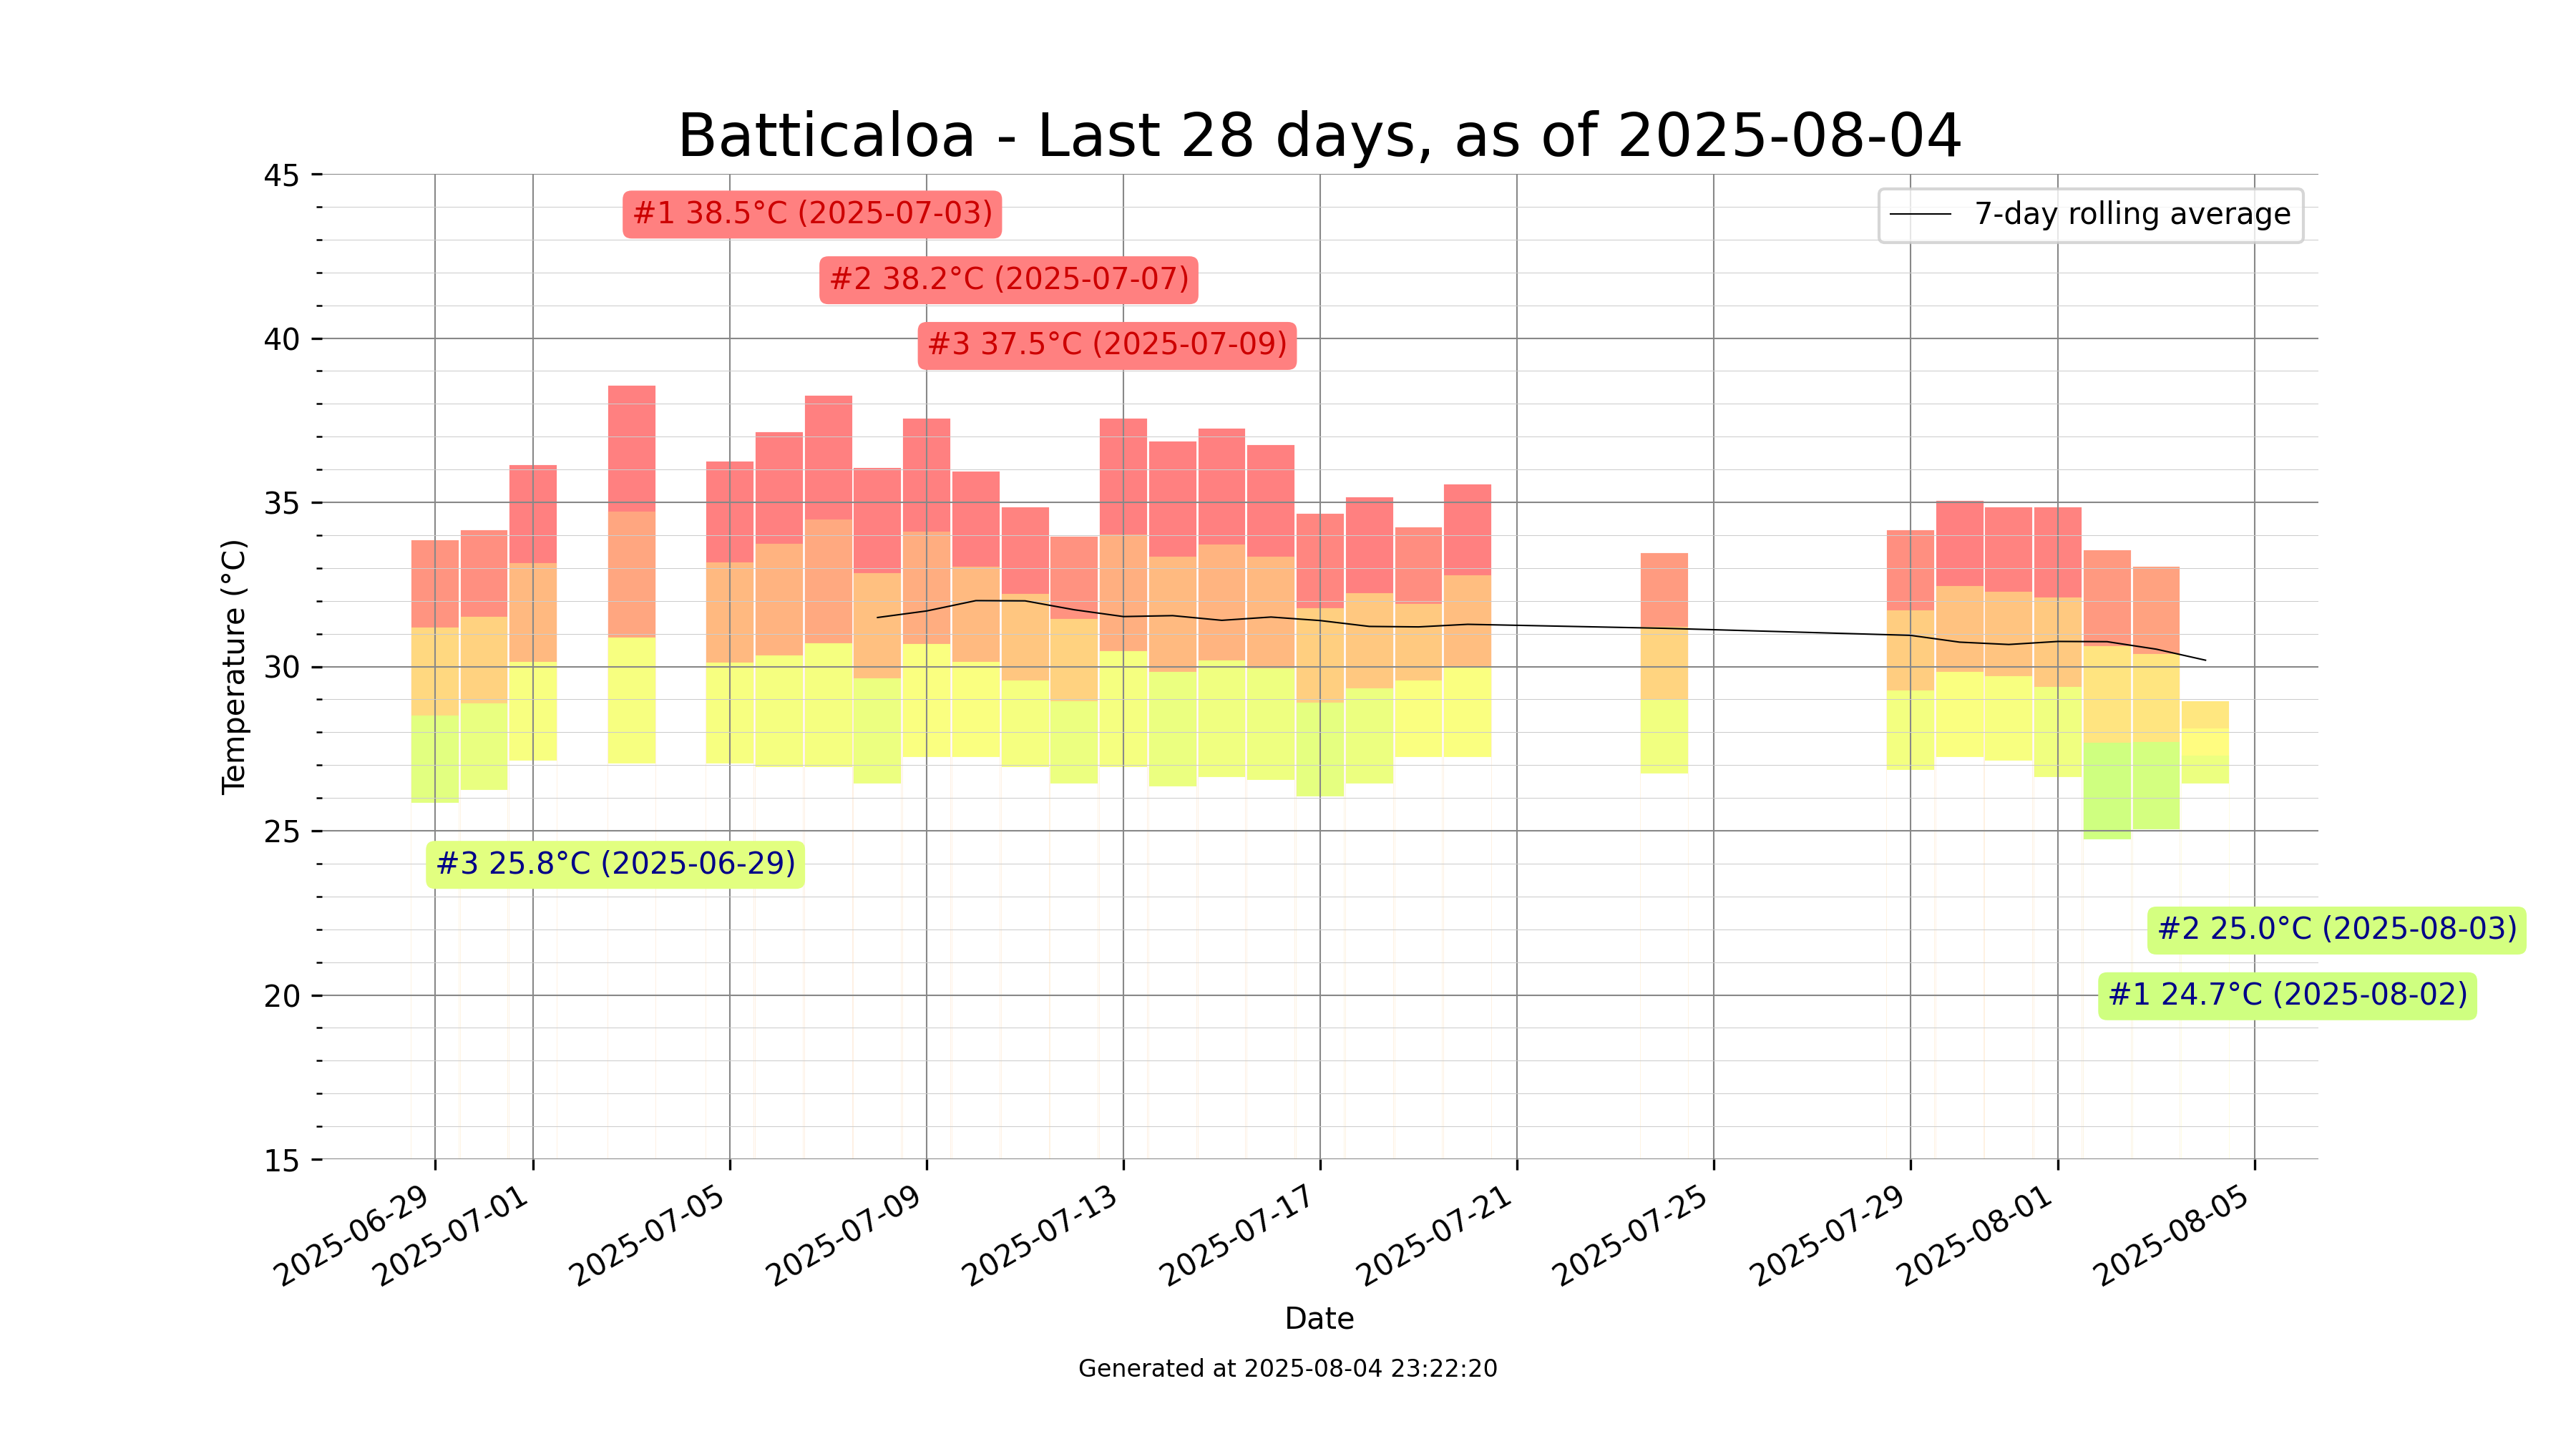 Batticaloa - Last 28 days, as of 2025-08-04
45
40
35
30
25
20
15
Temperature (°C)
#1 38.5°C (2025-07-03)
#2 38.2°C (2025-07-07)
#3 37.5°C (2025-07-09)
7-day rolling average
#3 25.8°C (2025-06-29)
#2 25.0°C (2025-08-03)
#1 24.7°C (2025-08-02)
2025-06-29
2025-07-01
2025-07-05
2025-07-09
2025-07-13
2025-07-17
2025-07-21
2025-07-25
2025-07-29
2025-08-01
2025-08-05
Date
Generated at 2025-08-04 23:22:20